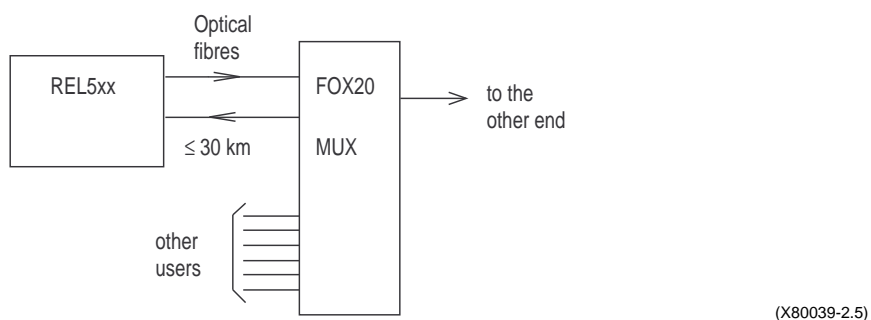 Optical
fibres
REL5xx
FOX20
to the
other end
≤ 30 km
MUX
other
users
(X80039-2.5)